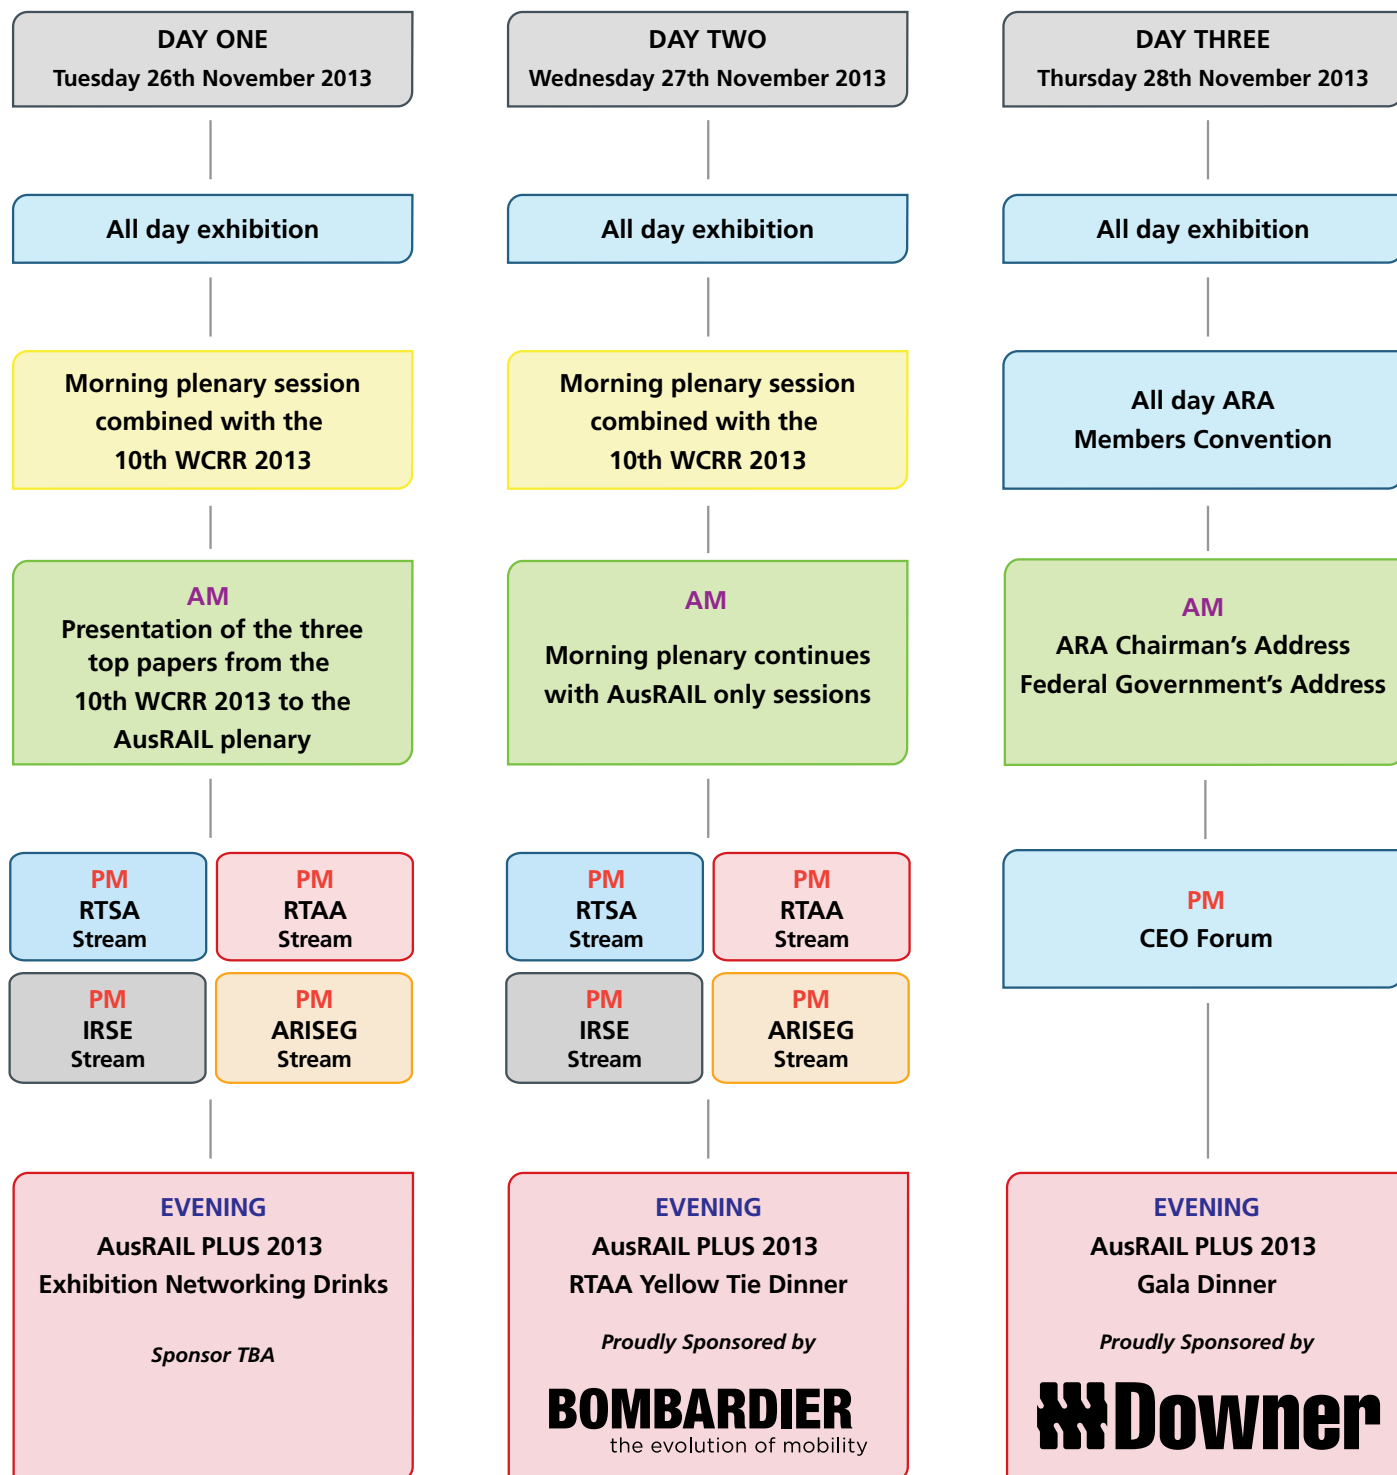 DAY ONE
Tuesday 26th November 2013
All day exhibition
Morning plenary session
combined with the
10th WCRR 2013
AM
Presentation of the three
top papers from the
10th WCRR 2013 to the
AusRAIL plenary
PM
RTSA
Stream
PM
RTAA
Stream
PM
IRSE
Stream
PM
ARISEG
Stream
EVENING
AusRAIL PLUS 2013
Exhibition Networking Drinks
Sponsor TBA
DAY TWO
Wednesday 27th November 2013
All day exhibition
Morning plenary session
combined with the
10th WCRR 2013
AM
Morning plenary continues
with AusRAIL only sessions
PM
RTSA
Stream
PM
RTAA
Stream
PM
IRSE
Stream
PM
ARISEG
Stream
EVENING
AusRAIL PLUS 2013
RTAA Yellow Tie Dinner
Proudly Sponsored by
BOMBARDIER
the evolution of mobility
DAY THREE
Thursday 28th November 2013
All day exhibition
All day ARA
Members Convention
AM
ARA Chairman's Address
Federal Government's Address
PM
CEO Forum
EVENING
AusRAIL PLUS 2013
Gala Dinner
Proudly Sponsored by
Downer